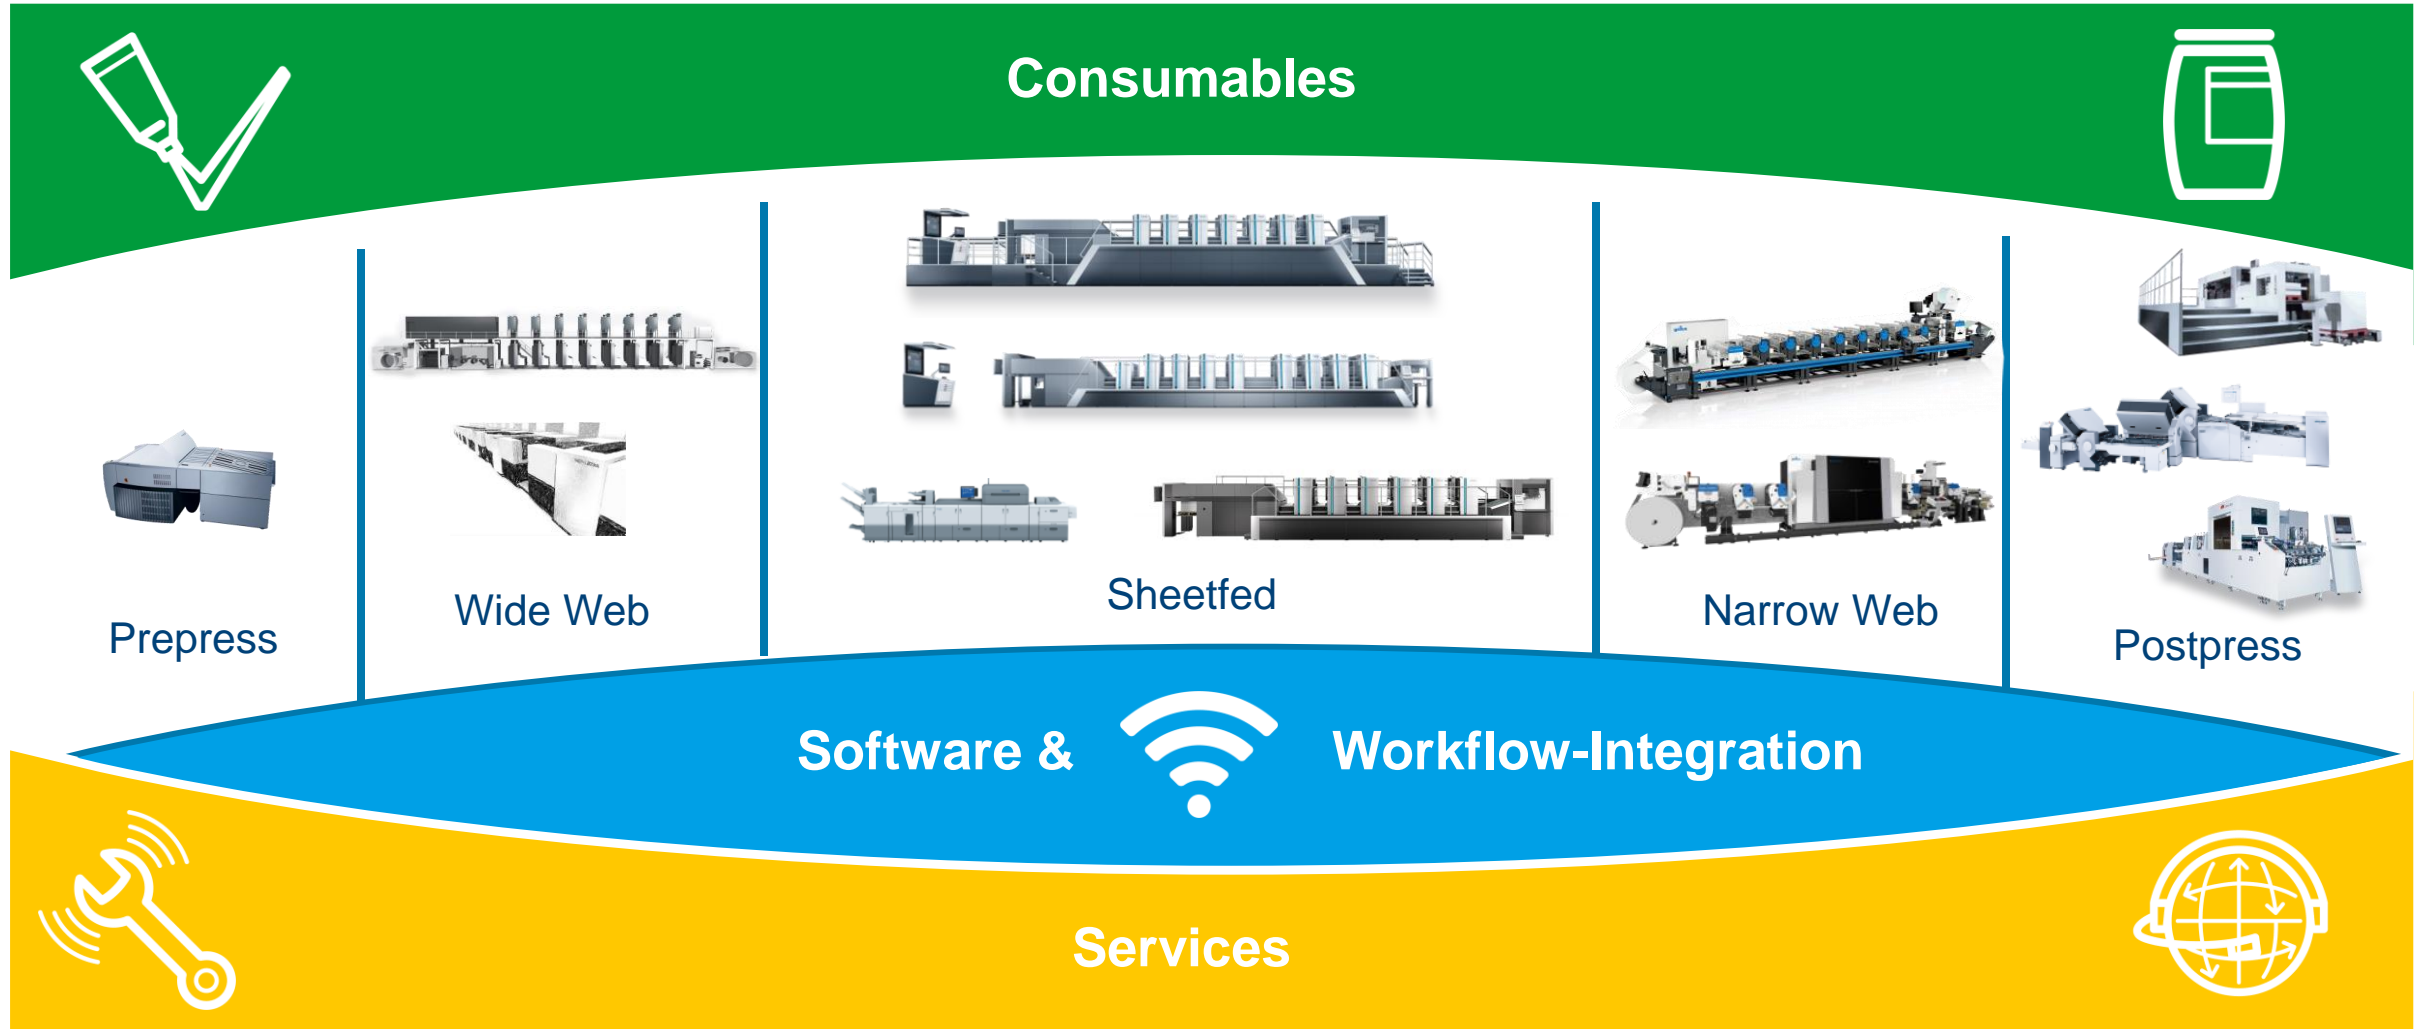 Consumables
Prepress
Wide Web
Sheetfed
Narrow Web
Postpress
Software &
Workflow-Integration
Services